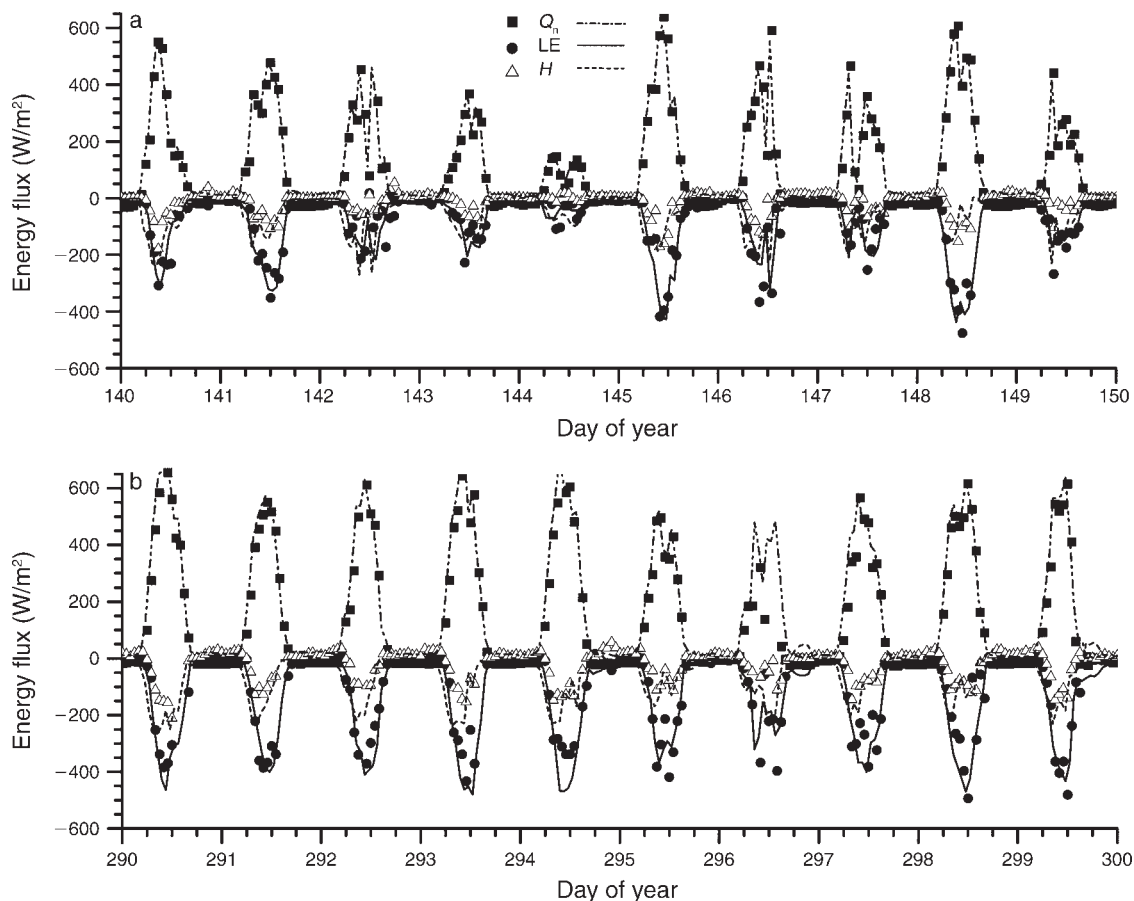 a
Qn
LE
H
Energy flux (W/m²)
600
400
200
0
−200
−400
−600
140 141 142 143 144 145 146 147 148 149 150
Day of year
b
Energy flux (W/m²)
600
400
200
0
−200
−400
−600
290 291 292 293 294 295 296 297 298 299 300
Day of year